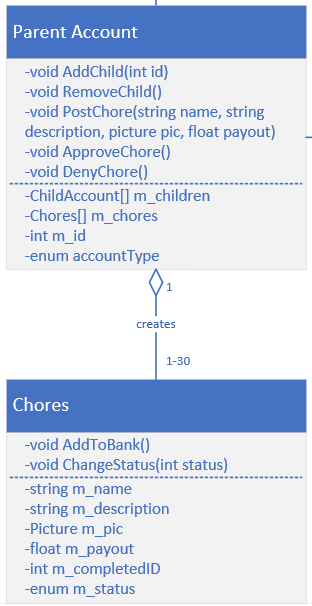 Parent Account
-void AddChild(int id)
-void RemoveChild()
-void PostChore(string name, string
description, picture pic, float payout)
-void ApproveChore()
-void DenyChore()
-ChildAccount[] m_children
-Chores[] m_chores
-int m_id
-enum accountType
1
creates
1-30
Chores
-void AddToBank()
-void ChangeStatus(int status)
-string m_name
-string m_description
-Picture m_pic
-float m_payout
-int m_completedID
-enum m_status